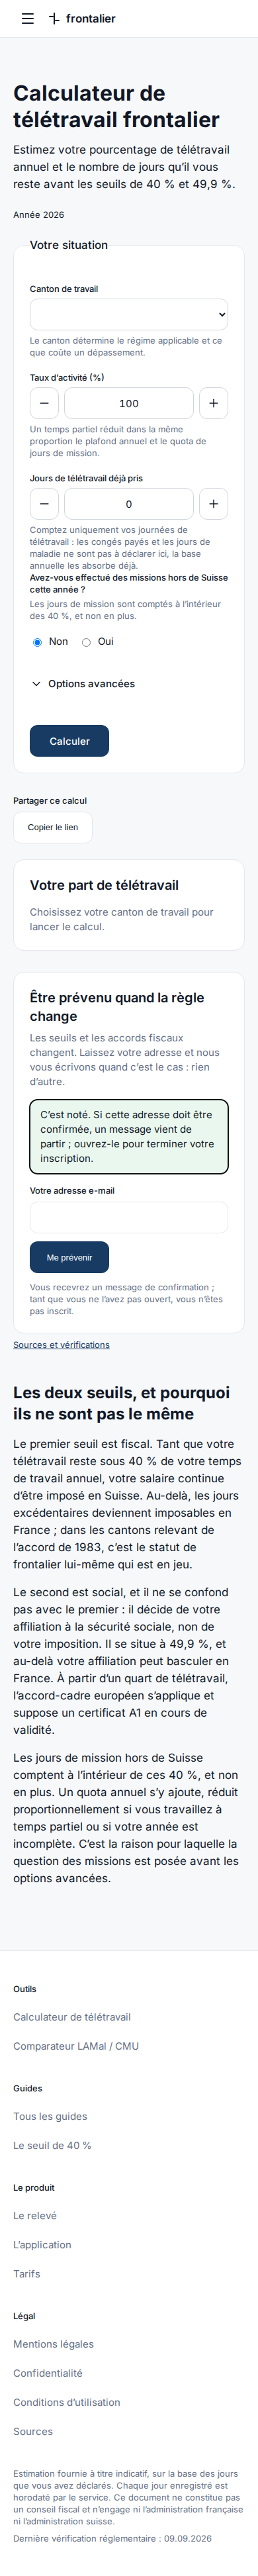 frontalier
Calculateur de
télétravail frontalier
Estimez votre pourcentage de télétravail
annuel et le nombre de jours qu’il vous
reste avant les seuils de 40 % et 49,9 %.
Année 2026
Votre situation
Canton de travail
Le canton détermine le régime applicable et ce
que coûte un dépassement.
Taux d’activité (%)
100
Un temps partiel réduit dans la même
proportion le plafond annuel et le quota de
jours de mission.
Jours de télétravail déjà pris
0
Comptez uniquement vos journées de
télétravail : les congés payés et les jours de
maladie ne sont pas à déclarer ici, la base
annuelle les absorbe déjà.
Avez-vous effectué des missions hors de Suisse
cette année ?
Les jours de mission sont comptés à l’intérieur
des 40 %, et non en plus.
Non Oui
Options avancées
Calculer
Partager ce calcul
Copier le lien
Votre part de télétravail
Choisissez votre canton de travail pour
lancer le calcul.
Être prévenu quand la règle
change
Les seuils et les accords fiscaux
changent. Laissez votre adresse et nous
vous écrivons quand c’est le cas : rien
d’autre.
C’est noté. Si cette adresse doit être
confirmée, un message vient de
partir ; ouvrez-le pour terminer votre
inscription.
Votre adresse e-mail
Me prévenir
Vous recevrez un message de confirmation ;
tant que vous ne l’avez pas ouvert, vous n’êtes
pas inscrit.
Sources et vérifications
Les deux seuils, et pourquoi
ils ne sont pas le même
Le premier seuil est fiscal. Tant que votre
télétravail reste sous 40 % de votre temps
de travail annuel, votre salaire continue
d’être imposé en Suisse. Au-delà, les jours
excédentaires deviennent imposables en
France ; dans les cantons relevant de
l’accord de 1983, c’est le statut de
frontalier lui-même qui est en jeu.
Le second est social, et il ne se confond
pas avec le premier : il décide de votre
affiliation à la sécurité sociale, non de
votre imposition. Il se situe à 49,9 %, et
au-delà votre affiliation peut basculer en
France. À partir d’un quart de télétravail,
l’accord-cadre européen s’applique et
suppose un certificat A1 en cours de
validité.
Les jours de mission hors de Suisse
comptent à l’intérieur de ces 40 %, et non
en plus. Un quota annuel s’y ajoute, réduit
proportionnellement si vous travaillez à
temps partiel ou si votre année est
incomplète. C’est la raison pour laquelle la
question des missions est posée avant les
options avancées.
Outils
Calculateur de télétravail
Comparateur LAMal / CMU
Guides
Tous les guides
Le seuil de 40 %
Le produit
Le relevé
L’application
Tarifs
Légal
Mentions légales
Confidentialité
Conditions d’utilisation
Sources
Estimation fournie à titre indicatif, sur la base des jours
que vous avez déclarés. Chaque jour enregistré est
horodaté par le service. Ce document ne constitue pas
un conseil fiscal et n’engage ni l’administration française
ni l’administration suisse.
Dernière vérification réglementaire : 09.09.2026